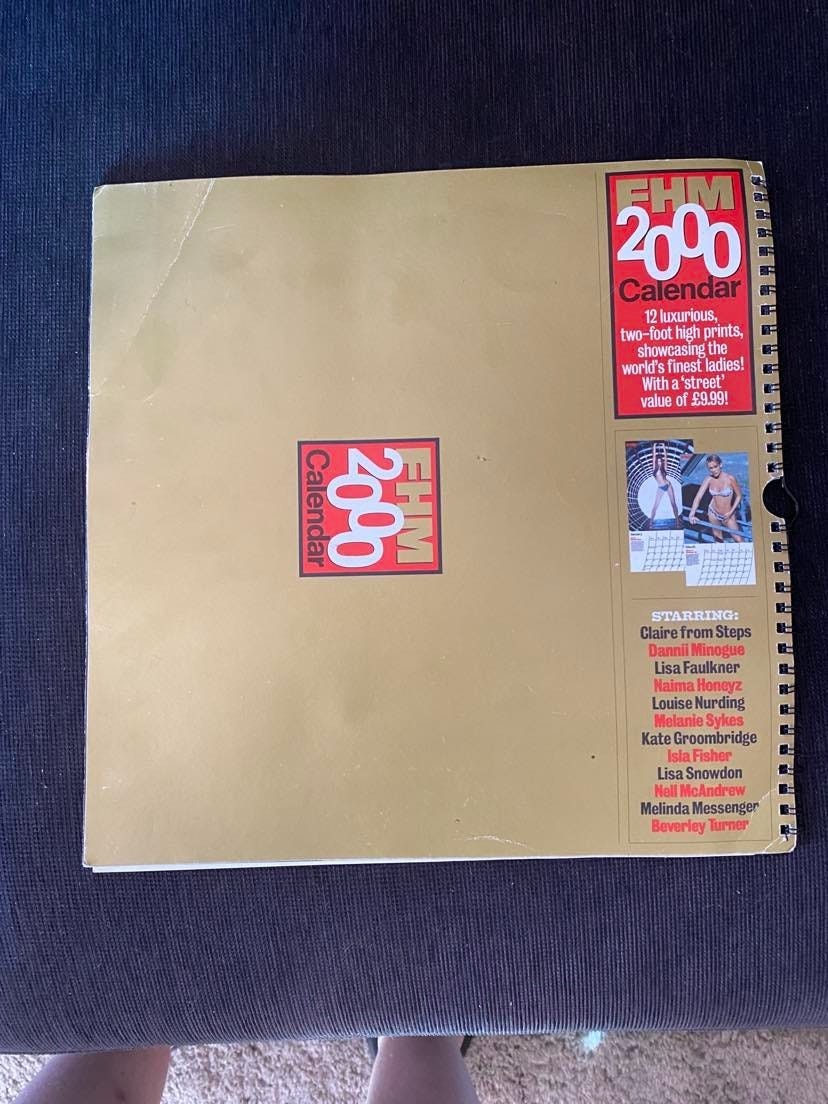 FHM
2000
Calendar
12 luxurious,
two-foot high prints,
showcasing the
world's finest ladies!
With a 'street'
value of £9.99!
FHM
2000
Calendar
STARRING:
Claire from Steps
Dannii Minogue
Lisa Faulkner
Naima Honeyz
Louise Nurding
Melanie Sykes
Kate Groombridge
Isla Fisher
Lisa Snowdon
Nell McAndrew
Melinda Messenger
Beverley Turner